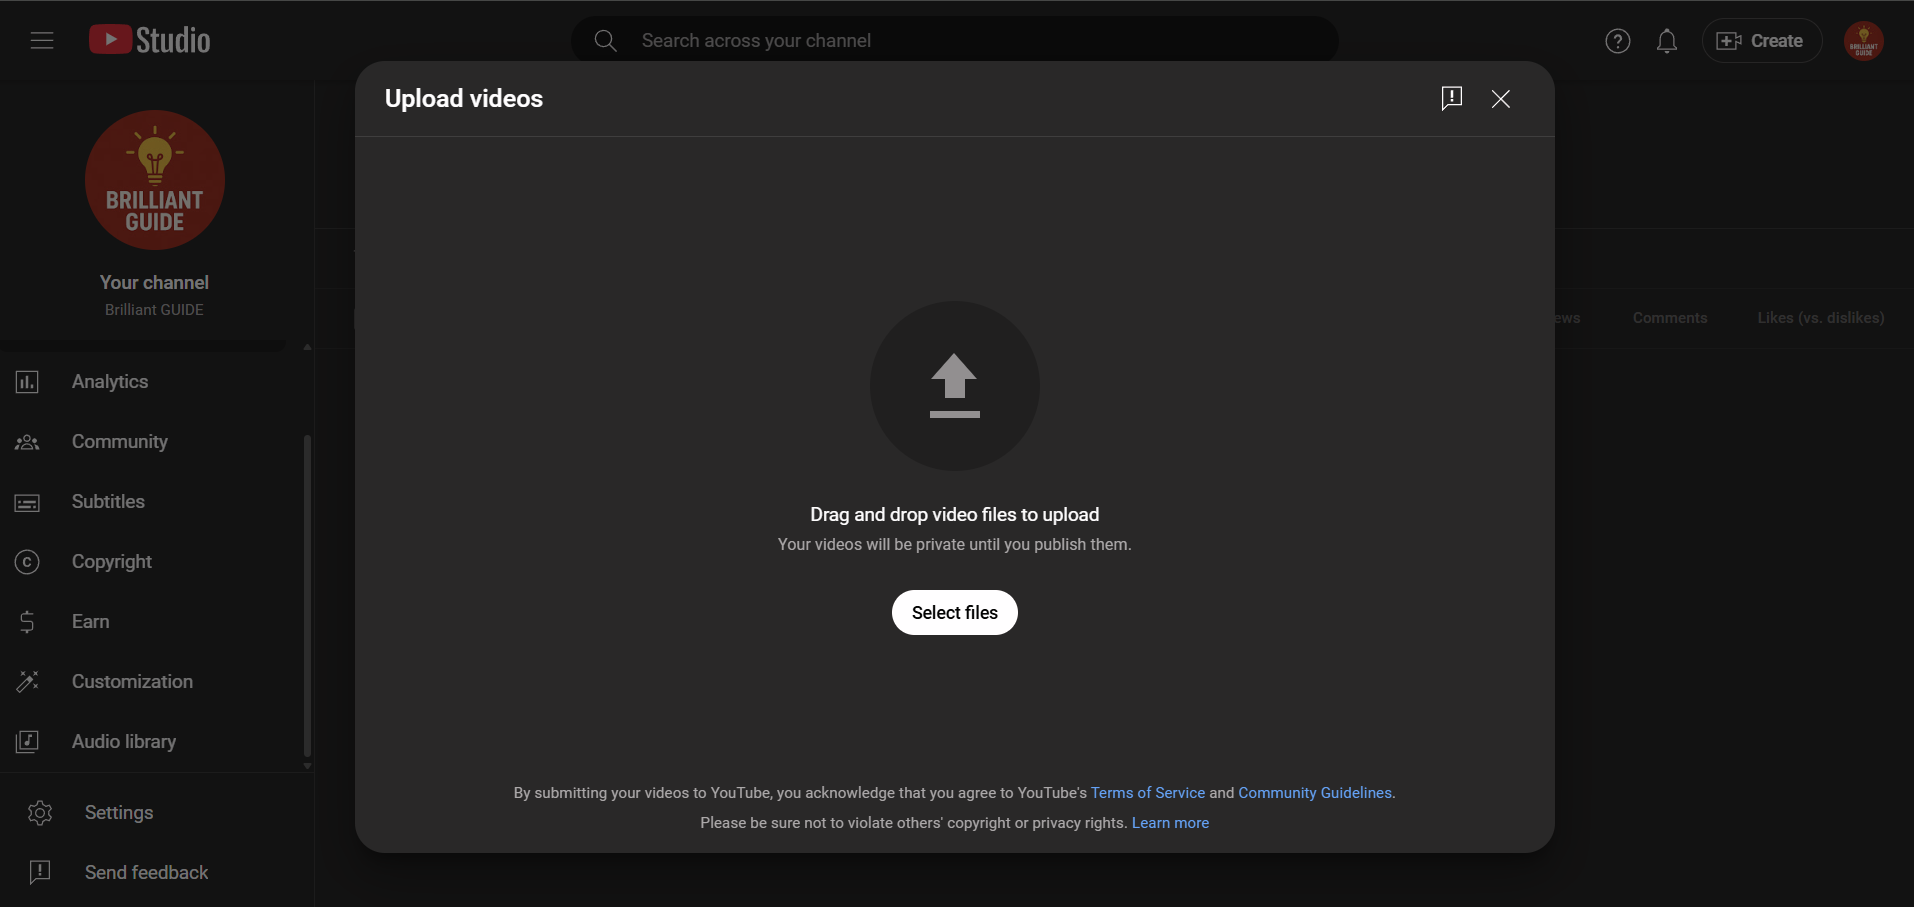 Studio
Search across your channel
Create
BRILLIANT
GUIDE
Upload videos
BRILLIANT
GUIDE
Your channel
Brilliant GUIDE
Comments
Likes (vs. dislikes)
Analytics
Community
Subtitles
Copyright
Earn
Customization
Audio library
Settings
Send feedback
Drag and drop video files to upload
Your videos will be private until you publish them.
Select files
By submitting your videos to YouTube, you acknowledge that you agree to YouTube's Terms of Service and Community Guidelines.
Please be sure not to violate others' copyright or privacy rights. Learn more